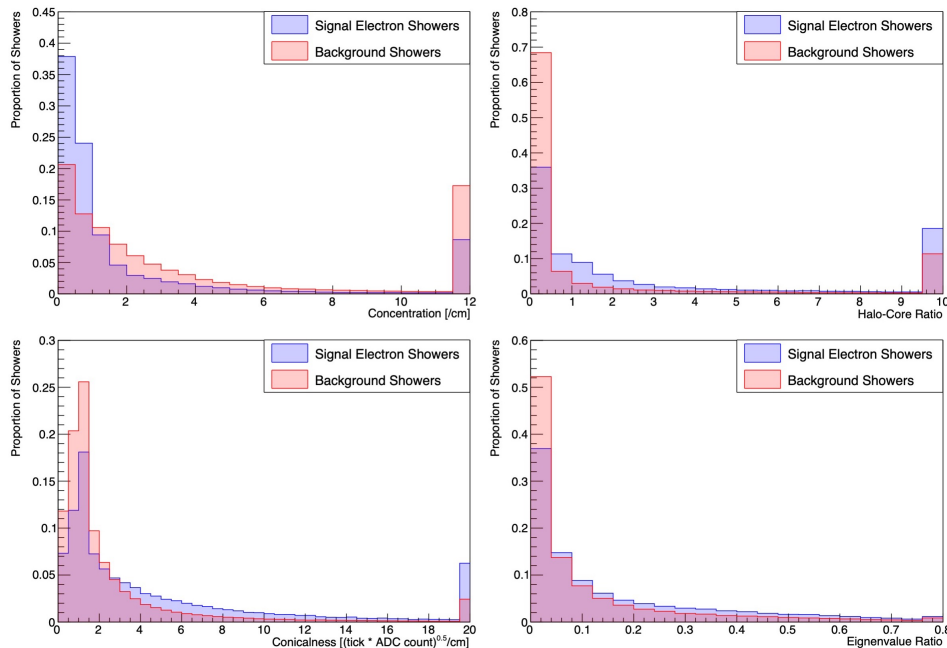 Proportion of Showers
0.45
0.4
0.35
0.3
0.25
0.2
0.15
0.1
0.05
0
Signal Electron Showers
Background Showers
0 2 4 6 8 10 12
Concentration [/cm]
Proportion of Showers
0.8
0.7
0.6
0.5
0.4
0.3
0.2
0.1
0
Signal Electron Showers
Background Showers
0 1 2 3 4 5 6 7 8 9 10
Halo-Core Ratio
Proportion of Showers
0.3
0.25
0.2
0.15
0.1
0.05
0
Signal Electron Showers
Background Showers
0 2 4 6 8 10 12 14 16 18 20
Conicalness [(tick * ADC count)^0.5/cm]
Proportion of Showers
0.6
0.5
0.4
0.3
0.2
0.1
0
Signal Electron Showers
Background Showers
0 0.1 0.2 0.3 0.4 0.5 0.6 0.7 0.8
Eignenvalue Ratio